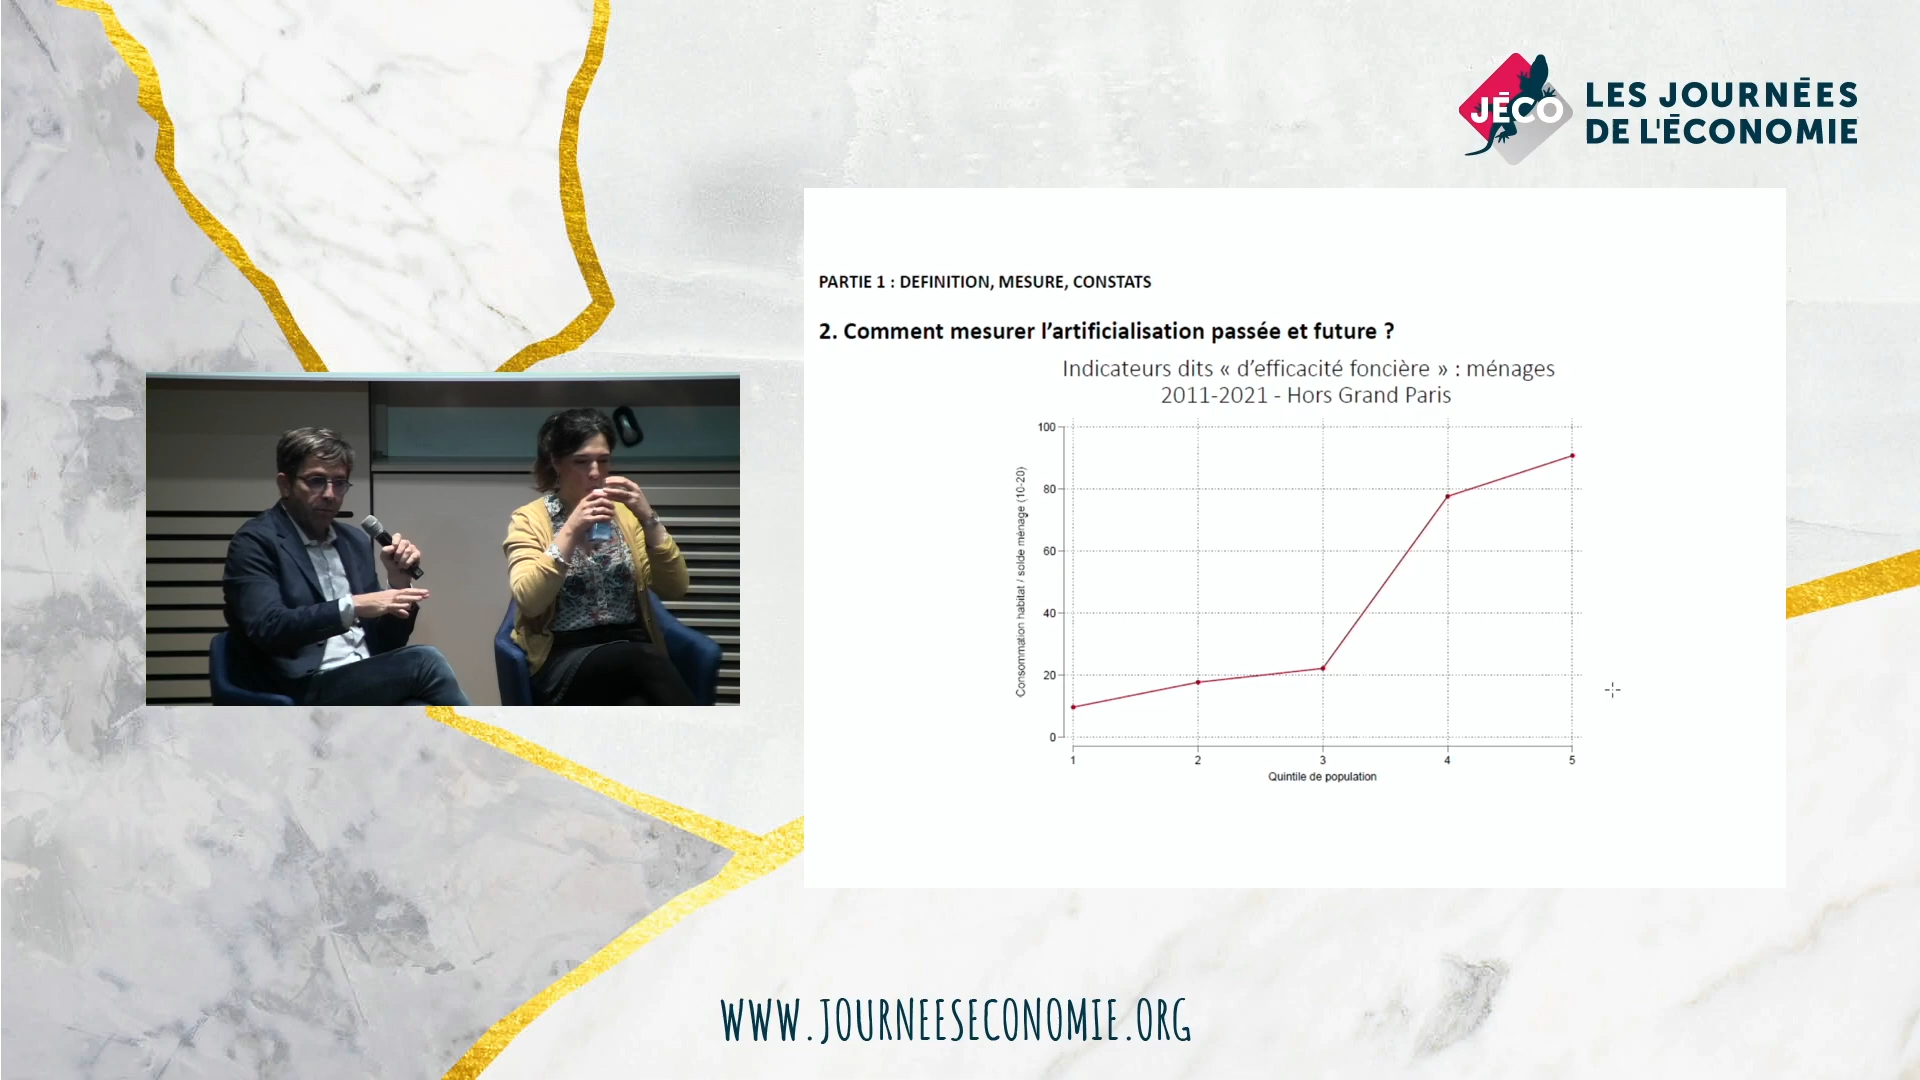 JÉCO
LES JOURNÉES
DE L'ÉCONOMIE
PARTIE 1 : DEFINITION, MESURE, CONSTATS
2. Comment mesurer l’artificialisation passée et future ?
Indicateurs dits « d’efficacité foncière » : ménages
2011-2021 - Hors Grand Paris
Consommation habitat / solde ménage (10-20)
100
80
60
40
20
0
1 2 3 4 5
Quintile de population
WWW.JOURNEESECONOMIE.ORG